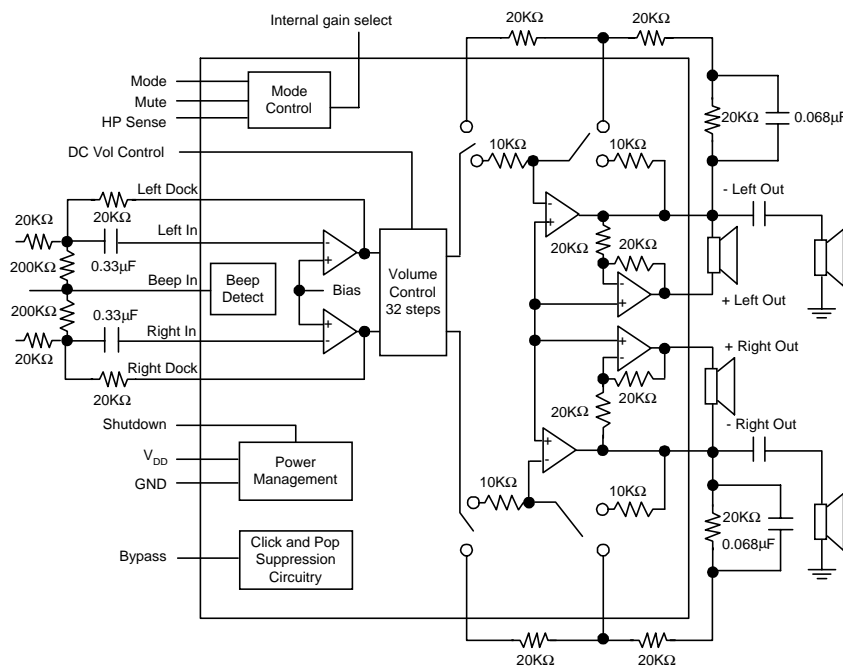 Internal gain select
20KΩ
20KΩ
Mode
Mute
HP Sense
Mode
Control
20KΩ
0.068µF
10KΩ
10KΩ
DC Vol Control
Left Dock
- Left Out
20KΩ
20KΩ
Left In
20KΩ
20KΩ
200KΩ
0.33µF
Beep In
Beep
Detect
Bias
Volume
Control
32 steps
+ Left Out
200KΩ
0.33µF
Right In
20KΩ
+ Right Out
Right Dock
20KΩ
20KΩ
20KΩ
- Right Out
Shutdown
VDD
GND
Power
Management
10KΩ
10KΩ
20KΩ
0.068µF
Bypass
Click and Pop
Suppression
Circuitry
20KΩ
20KΩ
-
+
+
-
-
+
-
+
+
-
+
-